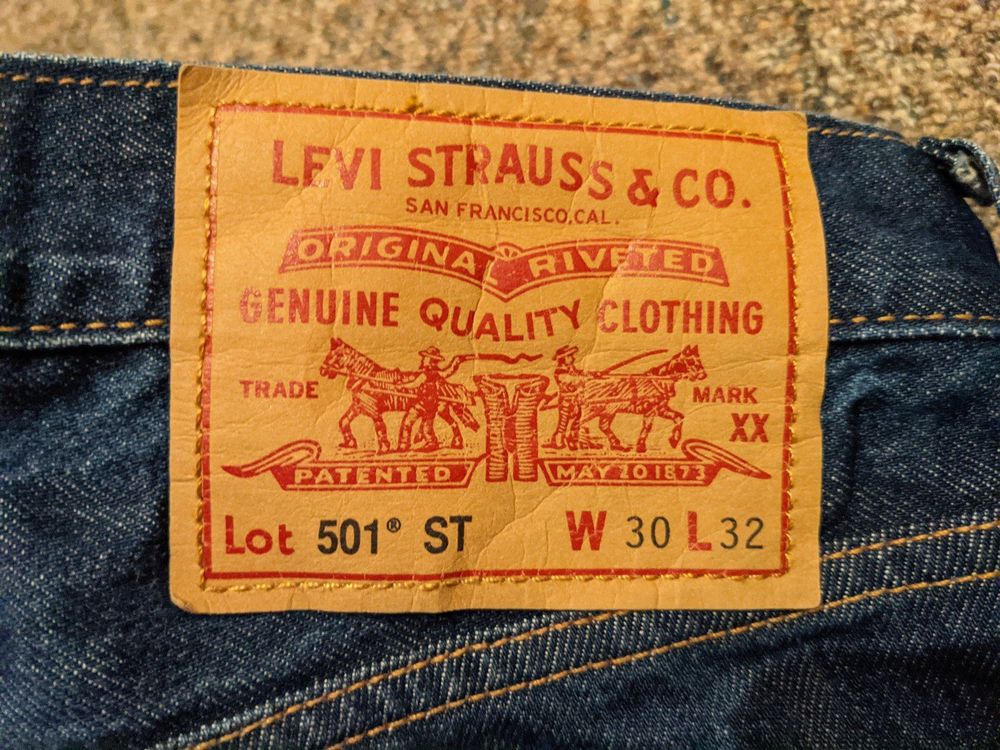 LEVI STRAUSS & CO.
SAN FRANCISCO, CAL.
ORIGINAL RIVETED
GENUINE QUALITY CLOTHING
TRADE MARK
XX
PATENTED MAY 20 1873
Lot 501® ST W 30 L 32